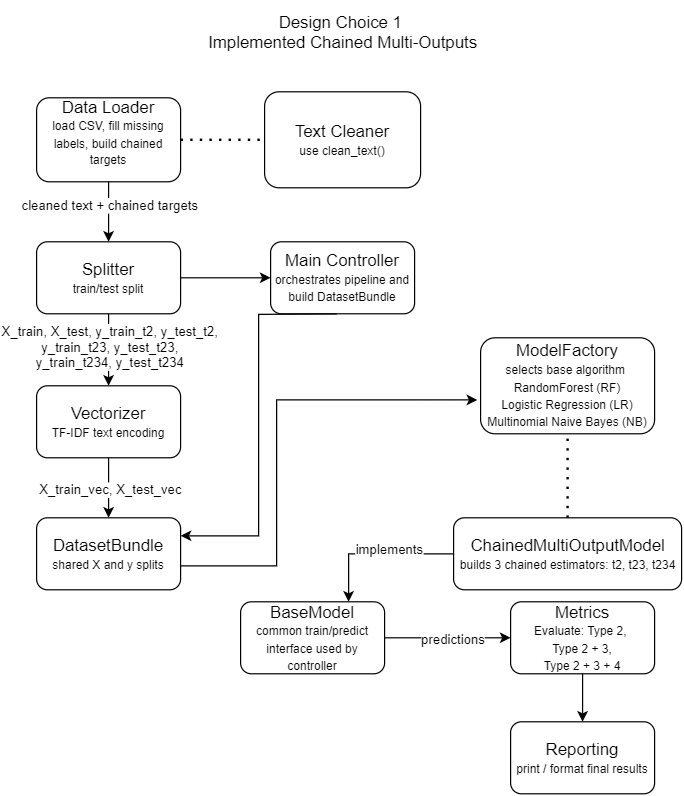 Design Choice 1
Implemented Chained Multi-Outputs
Data Loader
load CSV, fill missing
labels, build chained
targets
Text Cleaner
use clean_text()
cleaned text + chained targets
Splitter
train/test split
Main Controller
orchestrates pipeline and
build DatasetBundle
X_train, X_test, y_train_t2, y_test_t2,
y_train_t23, y_test_t23,
y_train_t234, y_test_t234
ModelFactory
selects base algorithm
RandomForest (RF)
Logistic Regression (LR)
Multinomial Naive Bayes (NB)
Vectorizer
TF-IDF text encoding
X_train_vec, X_test_vec
DatasetBundle
shared X and y splits
ChainedMultiOutputModel
builds 3 chained estimators: t2, t23, t234
implements
BaseModel
common train/predict
interface used by
controller
predictions
Metrics
Evaluate: Type 2,
Type 2 + 3,
Type 2 + 3 + 4
Reporting
print / format final results